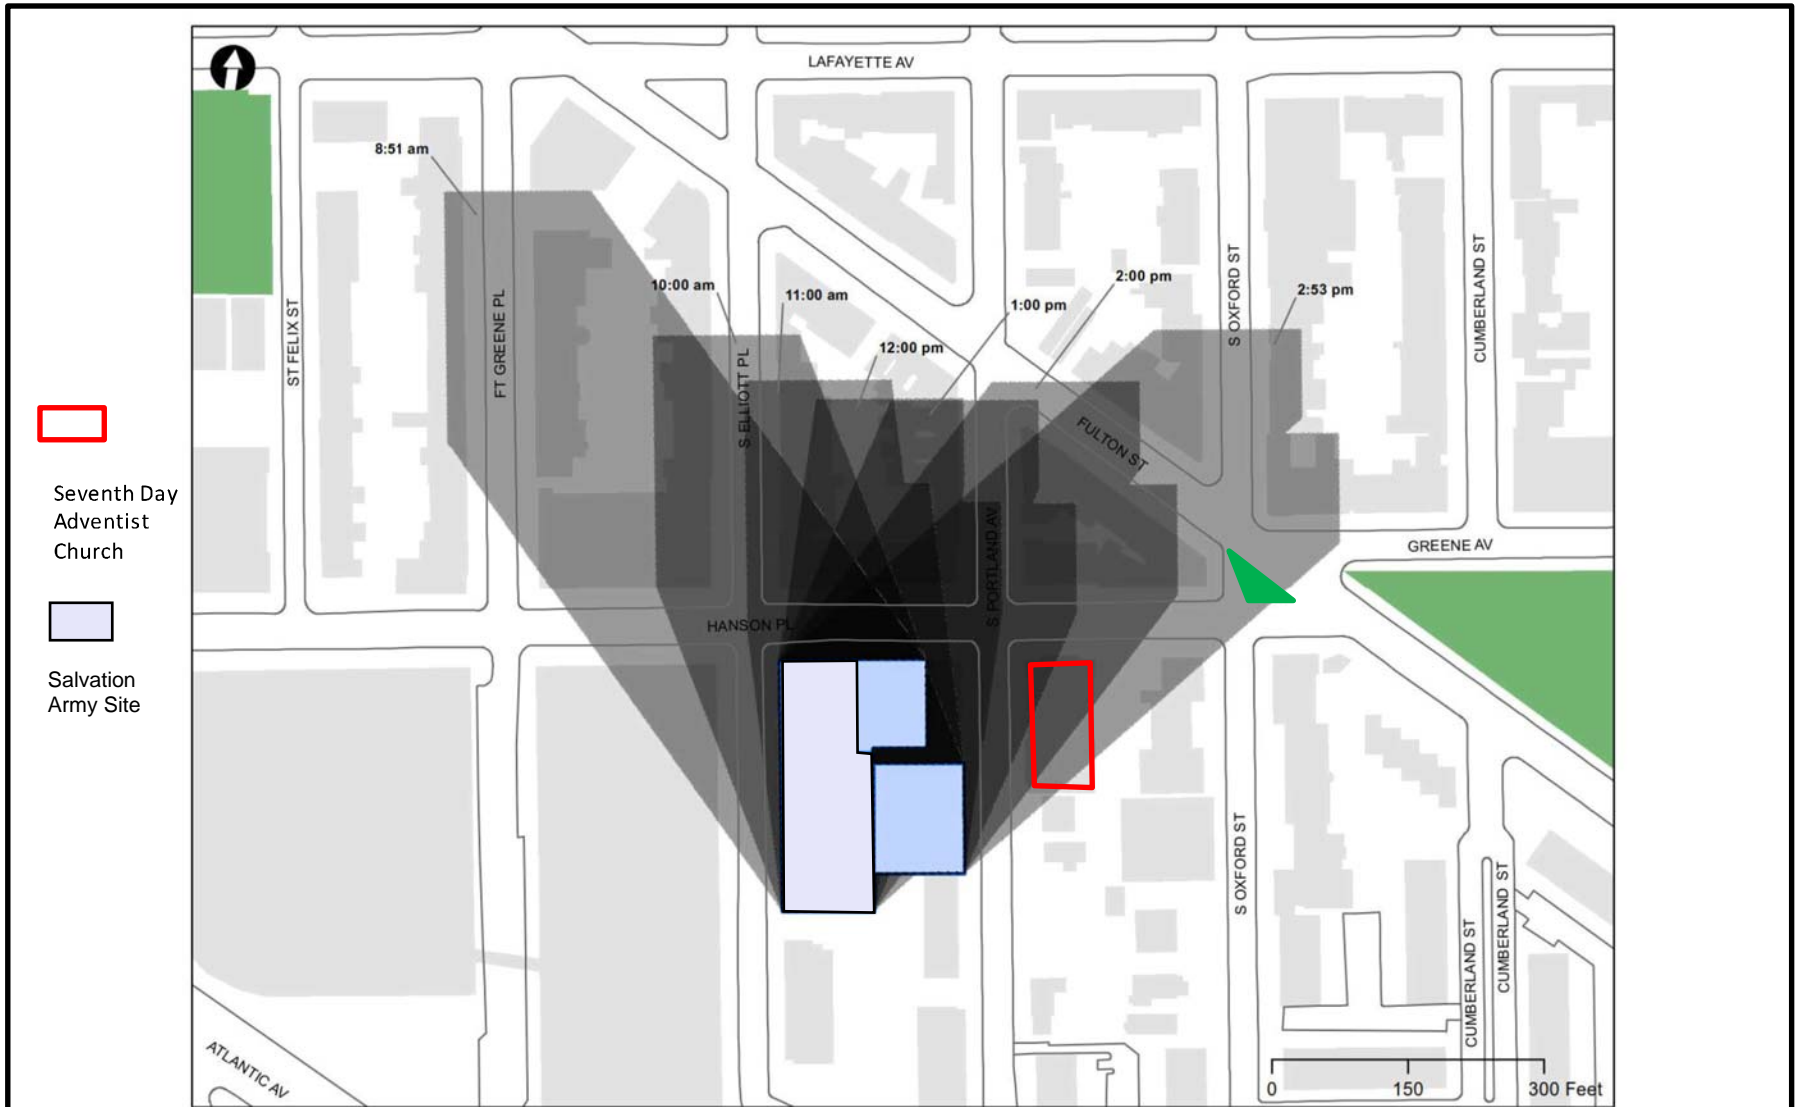 LAFAYETTE AV
8:51 am
10:00 am
11:00 am
12:00 pm
1:00 pm
2:00 pm
2:53 pm
ST FELIX ST
FT GREENE PL
S ELLIOTT PL
S PORTLAND AV
FULTON ST
S OXFORD ST
CUMBERLAND ST
GREENE AV
HANSON PL
Seventh Day
Adventist
Church
Salvation
Army Site
S OXFORD ST
CUMBERLAND ST
CUMBERLAND ST
ATLANTIC AV
0 150 300 Feet